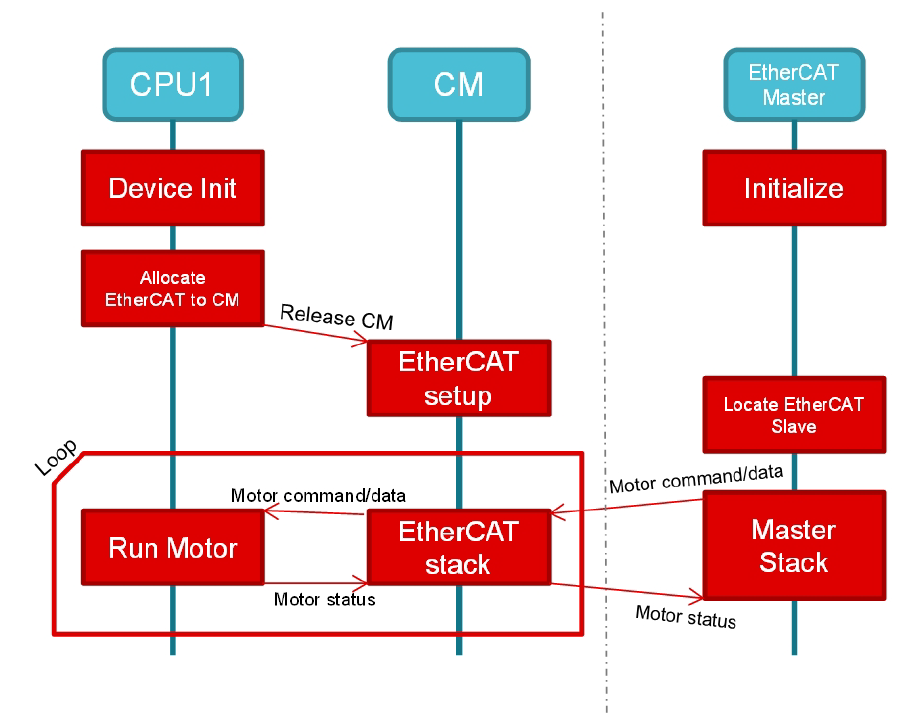 CPU1
CM
EtherCAT
Master
Device Init
Initialize
Allocate
EtherCAT to CM
Release CM
EtherCAT
setup
Locate EtherCAT
Slave
Loop
Motor command/data
Motor command/data
Run Motor
EtherCAT
stack
Master
Stack
Motor status
Motor status